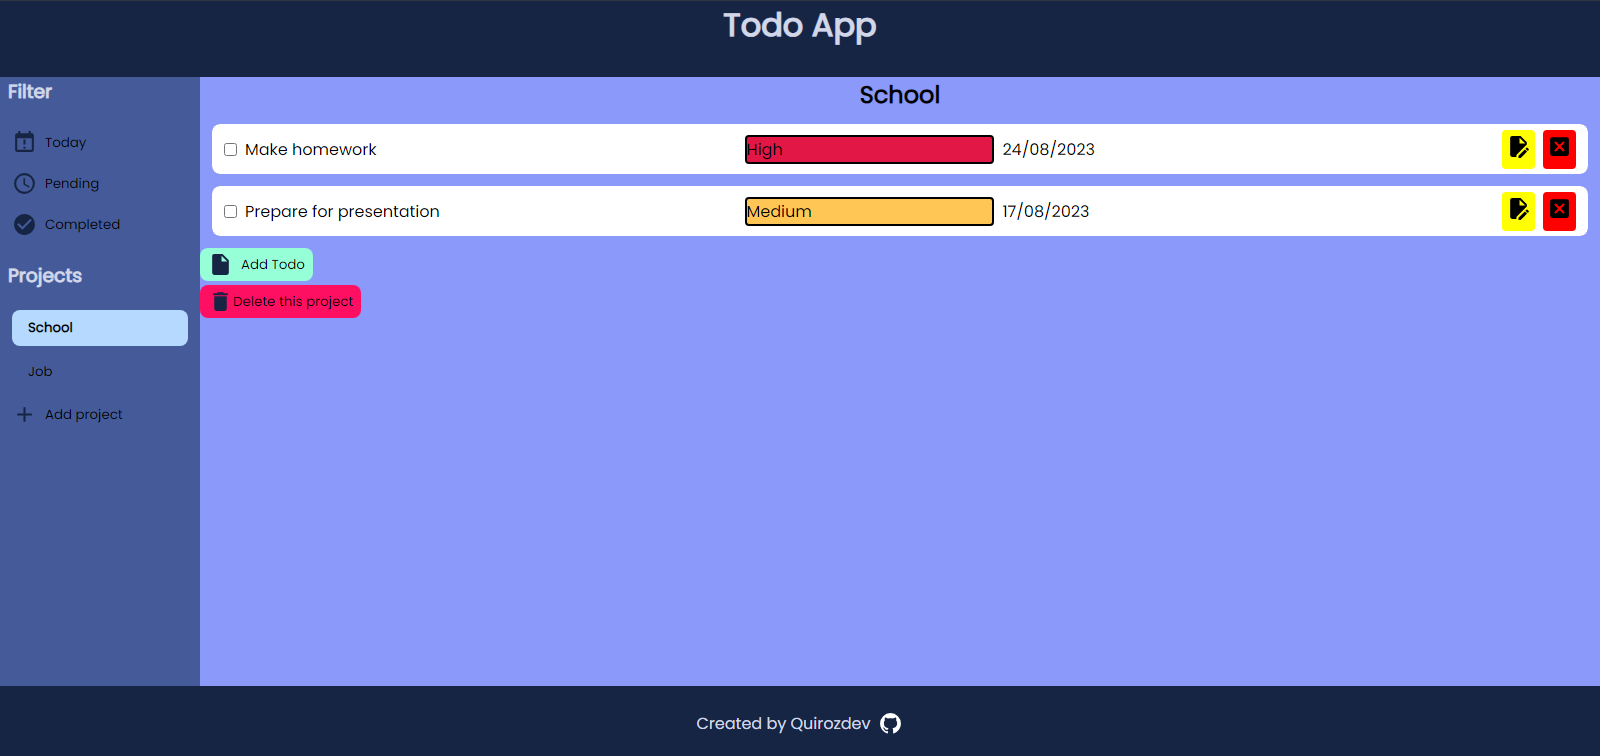 Todo App
Filter
Today
Pending
Completed
Projects
School
Job
Add project
School
Make homework High 24/08/2023
Prepare for presentation Medium 17/08/2023
Add Todo
Delete this project
Created by Quirozdev